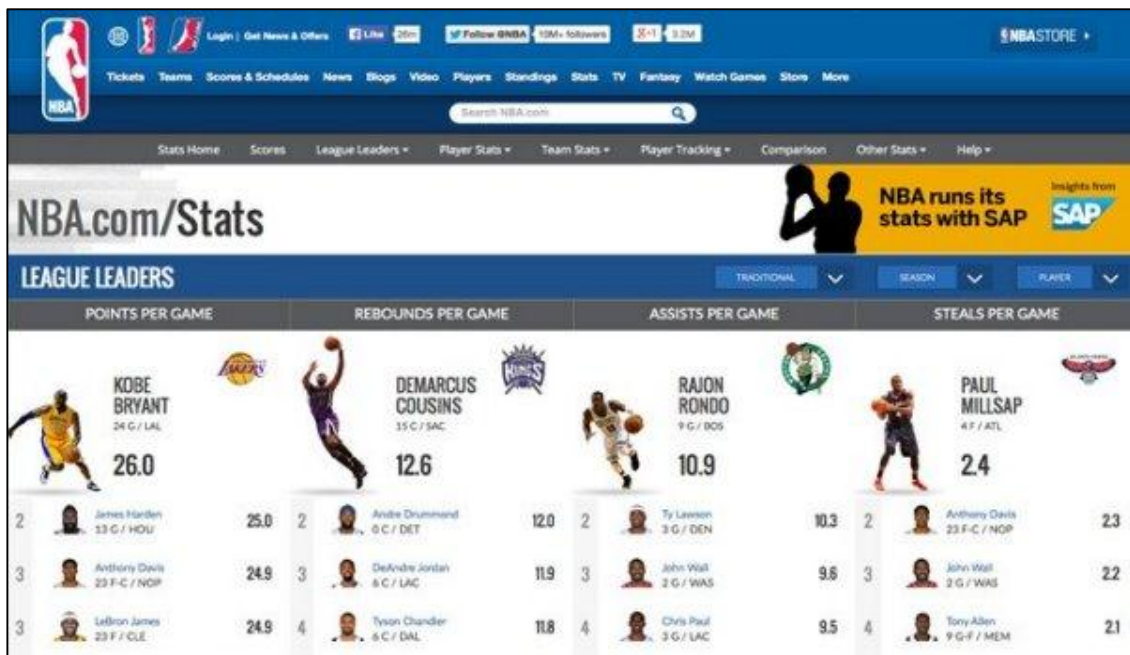 Login | Get News & Offers Like 26m Follow @NBA 10M+ followers +1 3.2M NBASTORE
Tickets Teams Scores & Schedules News Blogs Video Players Standings Stats TV Fantasy Watch Games Store More
NBA
Search NBA.com
Stats Home Scores League Leaders Player Stats Team Stats Player Tracking Comparison Other Stats Help
NBA.com/Stats
NBA runs its
stats with SAP
Insights from
SAP
LEAGUE LEADERS TRADITIONAL SEASON PLAYER
POINTS PER GAME REBOUNDS PER GAME ASSISTS PER GAME STEALS PER GAME
KOBE
BRYANT
24 G / LAL
26.0
LAKERS
2 James Harden 25.0
13 G / HOU
3 Anthony Davis 24.9
23 F-C / NOP
3 LeBron James 24.9
23 F / CLE
DEMARCUS
COUSINS
15 C / SAC
12.6
KINGS
2 Andre Drummond 12.0
0 C / DET
3 DeAndre Jordan 11.9
6 C / LAC
4 Tyson Chandler 11.8
6 C / DAL
RAJON
RONDO
9 G / BOS
10.9
2 Ty Lawson 10.3
3 G / DEN
3 John Wall 9.6
2 G / WAS
4 Chris Paul 9.5
3 G / LAC
PAUL
MILLSAP
4 F / ATL
2.4
2 Anthony Davis 2.3
23 F-C / NOP
3 John Wall 2.2
2 G / WAS
4 Tony Allen 2.1
9 G-F / MEM